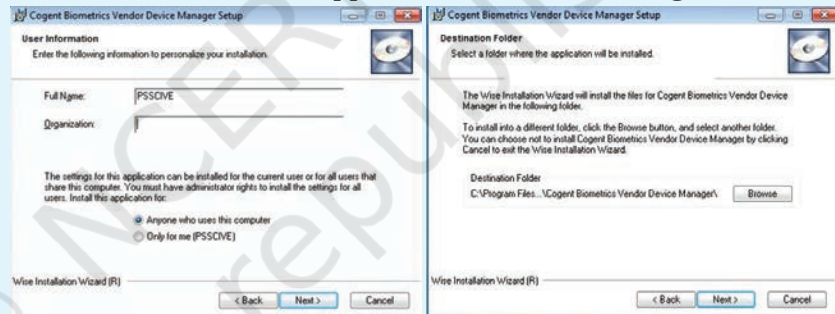 Cogent Biometrics Vendor Device Manager Setup
User Information
Enter the following information to personalize your installation.
Full Name: PSSCIVE
Organization:
The settings for this application can be installed for the current user or for all users that
share this computer. You must have administrator rights to install the settings for all
users. Install this application for:
Anyone who uses this computer
Only for me (PSSCIVE)
Wise Installation Wizard (R)
< Back Next > Cancel
Cogent Biometrics Vendor Device Manager Setup
Destination Folder
Select a folder where the application will be installed.
The Wise Installation Wizard will install the files for Cogent Biometrics Vendor Device
Manager in the following folder.
To install into a different folder, click the Browse button, and select another folder.
You can choose not to install Cogent Biometrics Vendor Device Manager by clicking
Cancel to exit the Wise Installation Wizard.
Destination Folder
C:\Program Files...\Cogent Biometrics Vendor Device Manager\ Browse
Wise Installation Wizard (R)
< Back Next > Cancel
NCER
republis